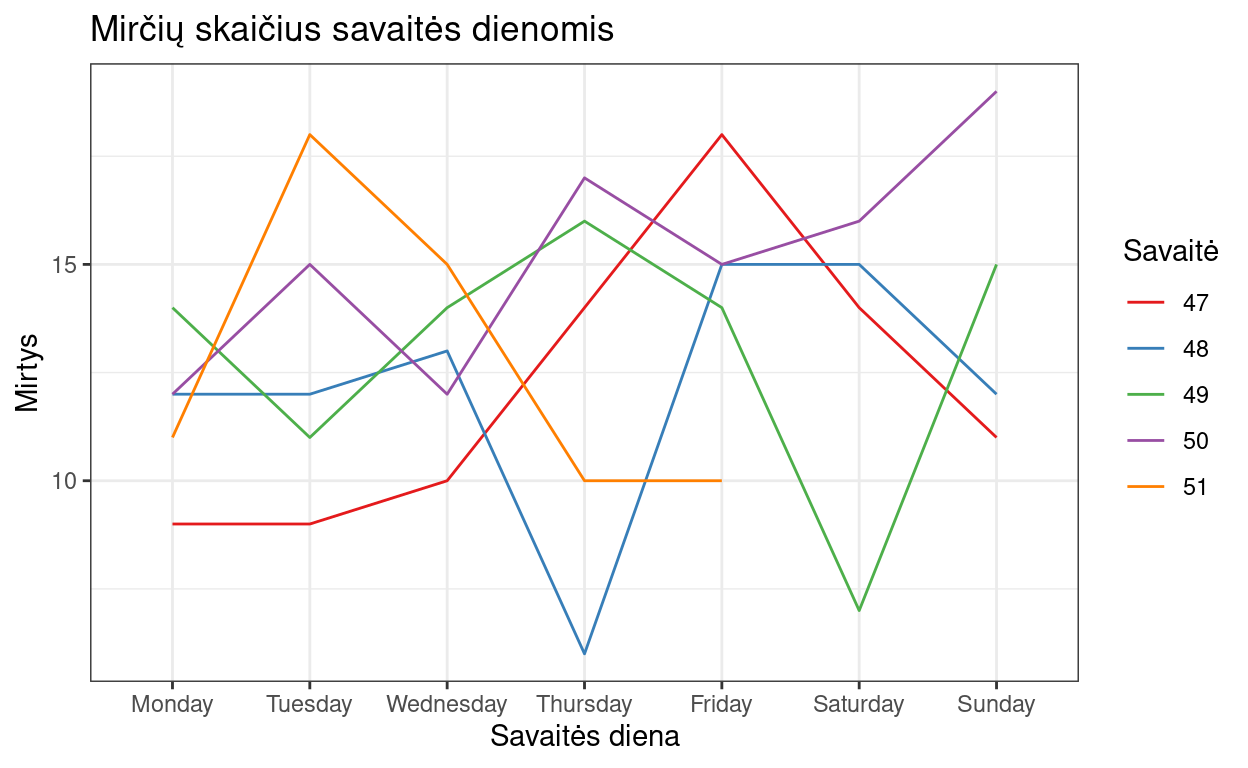 Mirčių skaičius savaitės dienomis
Mirtys
15
10
Monday Tuesday Wednesday Thursday Friday Saturday Sunday
Savaitės diena
Savaitė
47
48
49
50
51